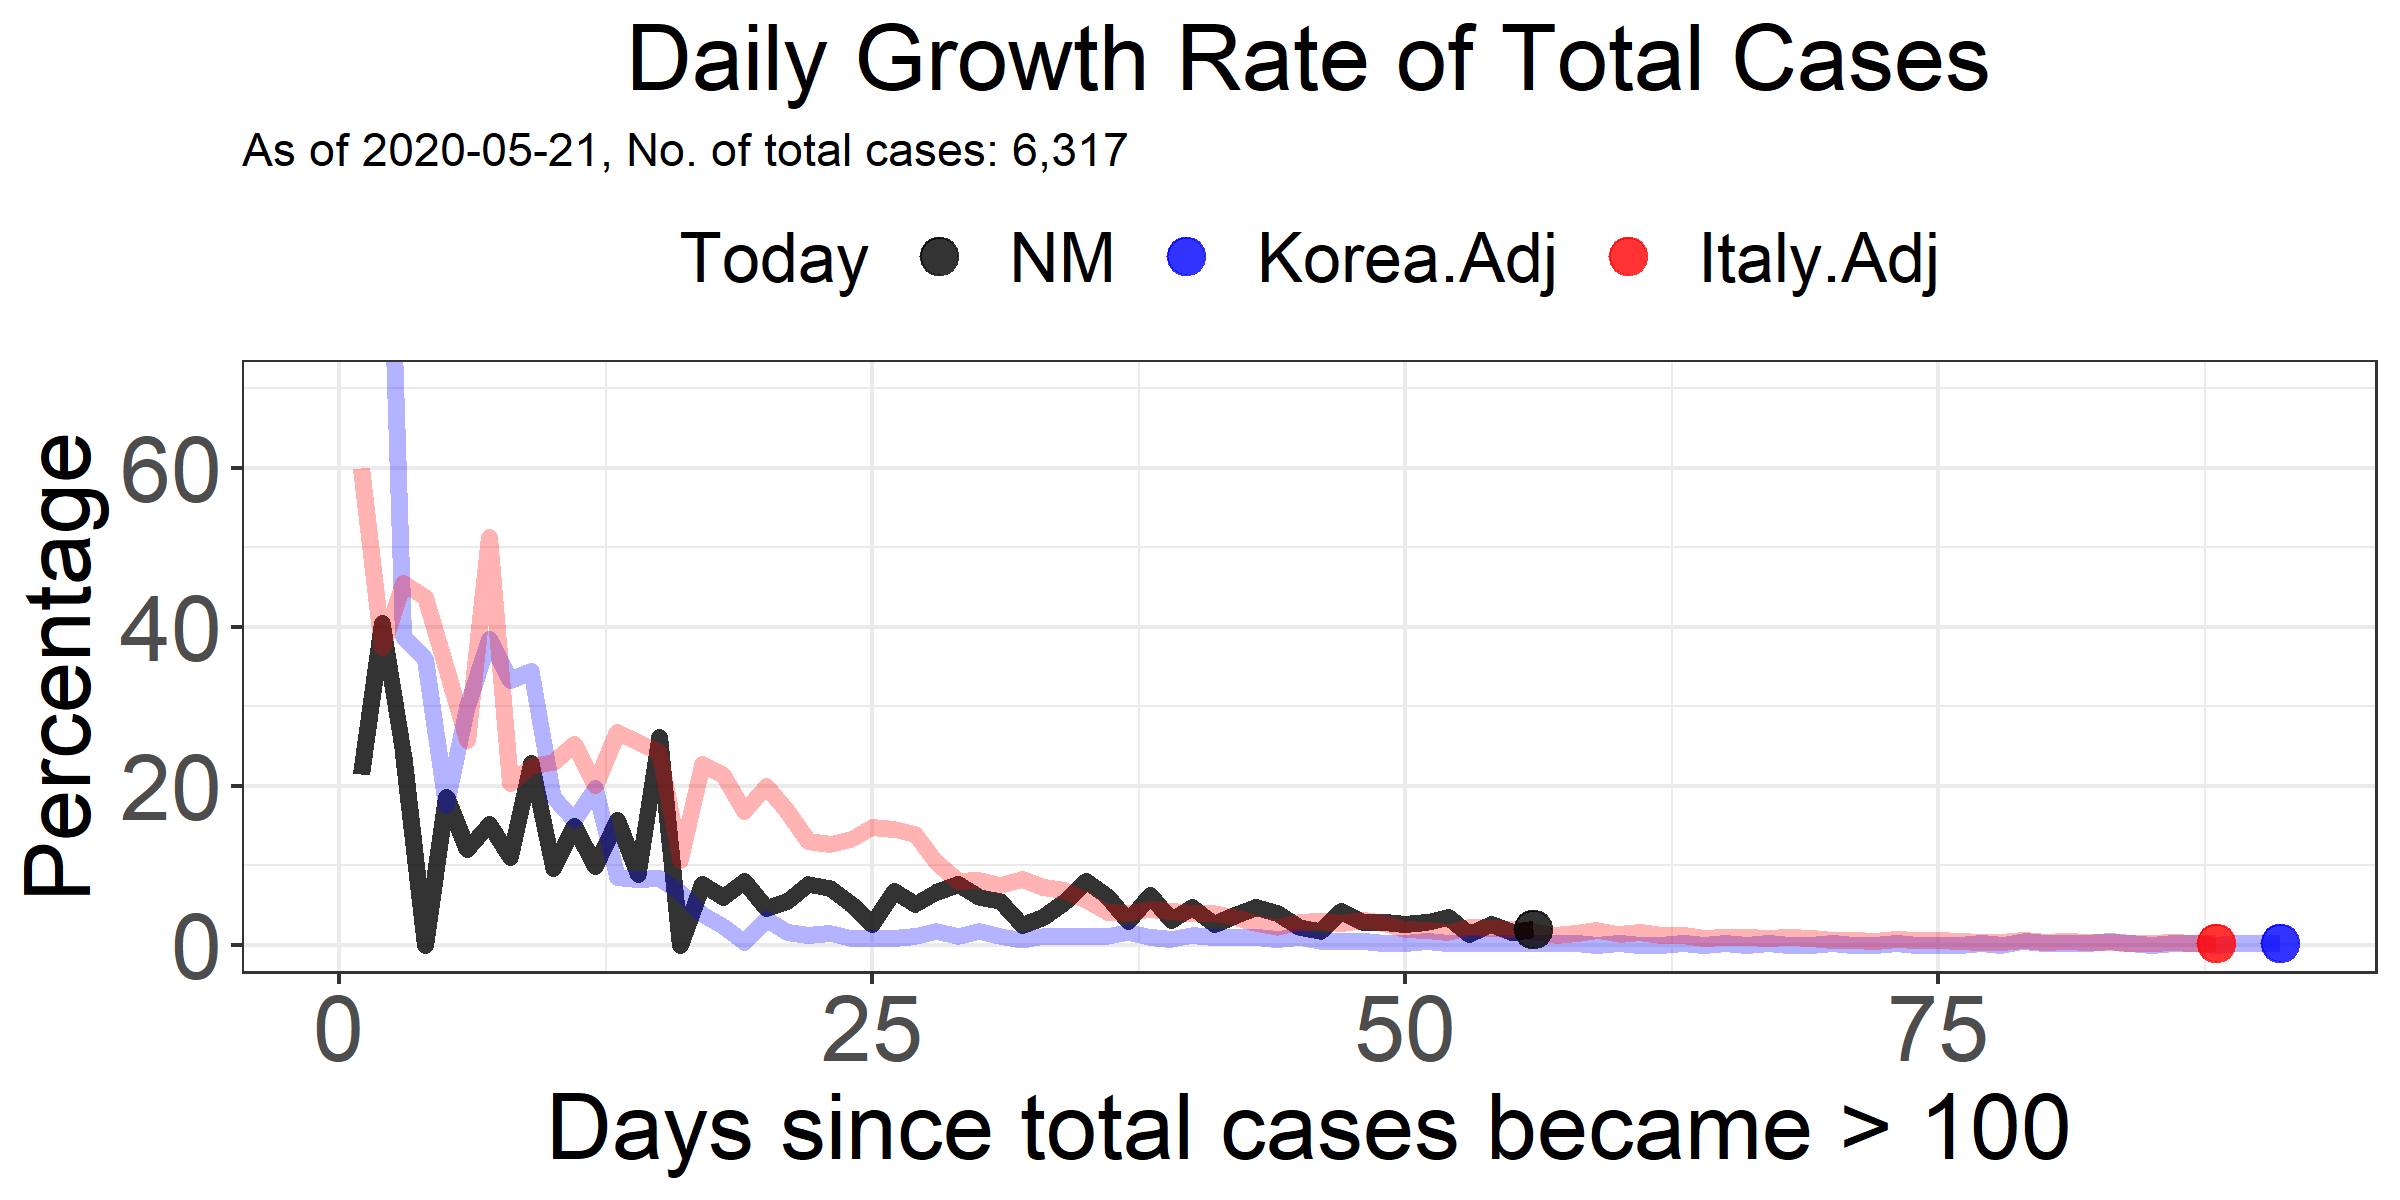 Daily Growth Rate of Total Cases
As of 2020-05-21, No. of total cases: 6,317
Today NM Korea.Adj Italy.Adj
Percentage
60
40
20
0
0 25 50 75
Days since total cases became > 100